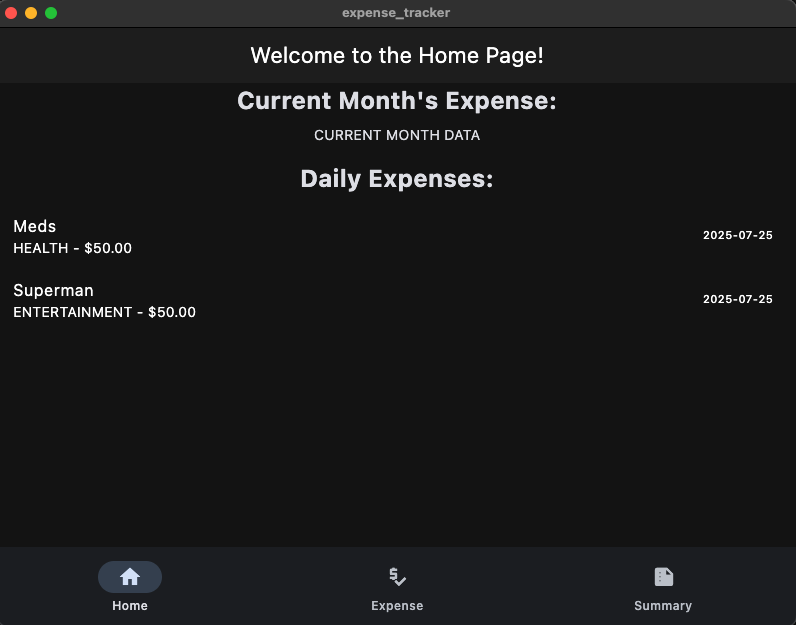 expense_tracker
Welcome to the Home Page!
Current Month's Expense:
CURRENT MONTH DATA
Daily Expenses:
Meds
HEALTH - $50.00
2025-07-25
Superman
ENTERTAINMENT - $50.00
2025-07-25
Home
Expense
Summary